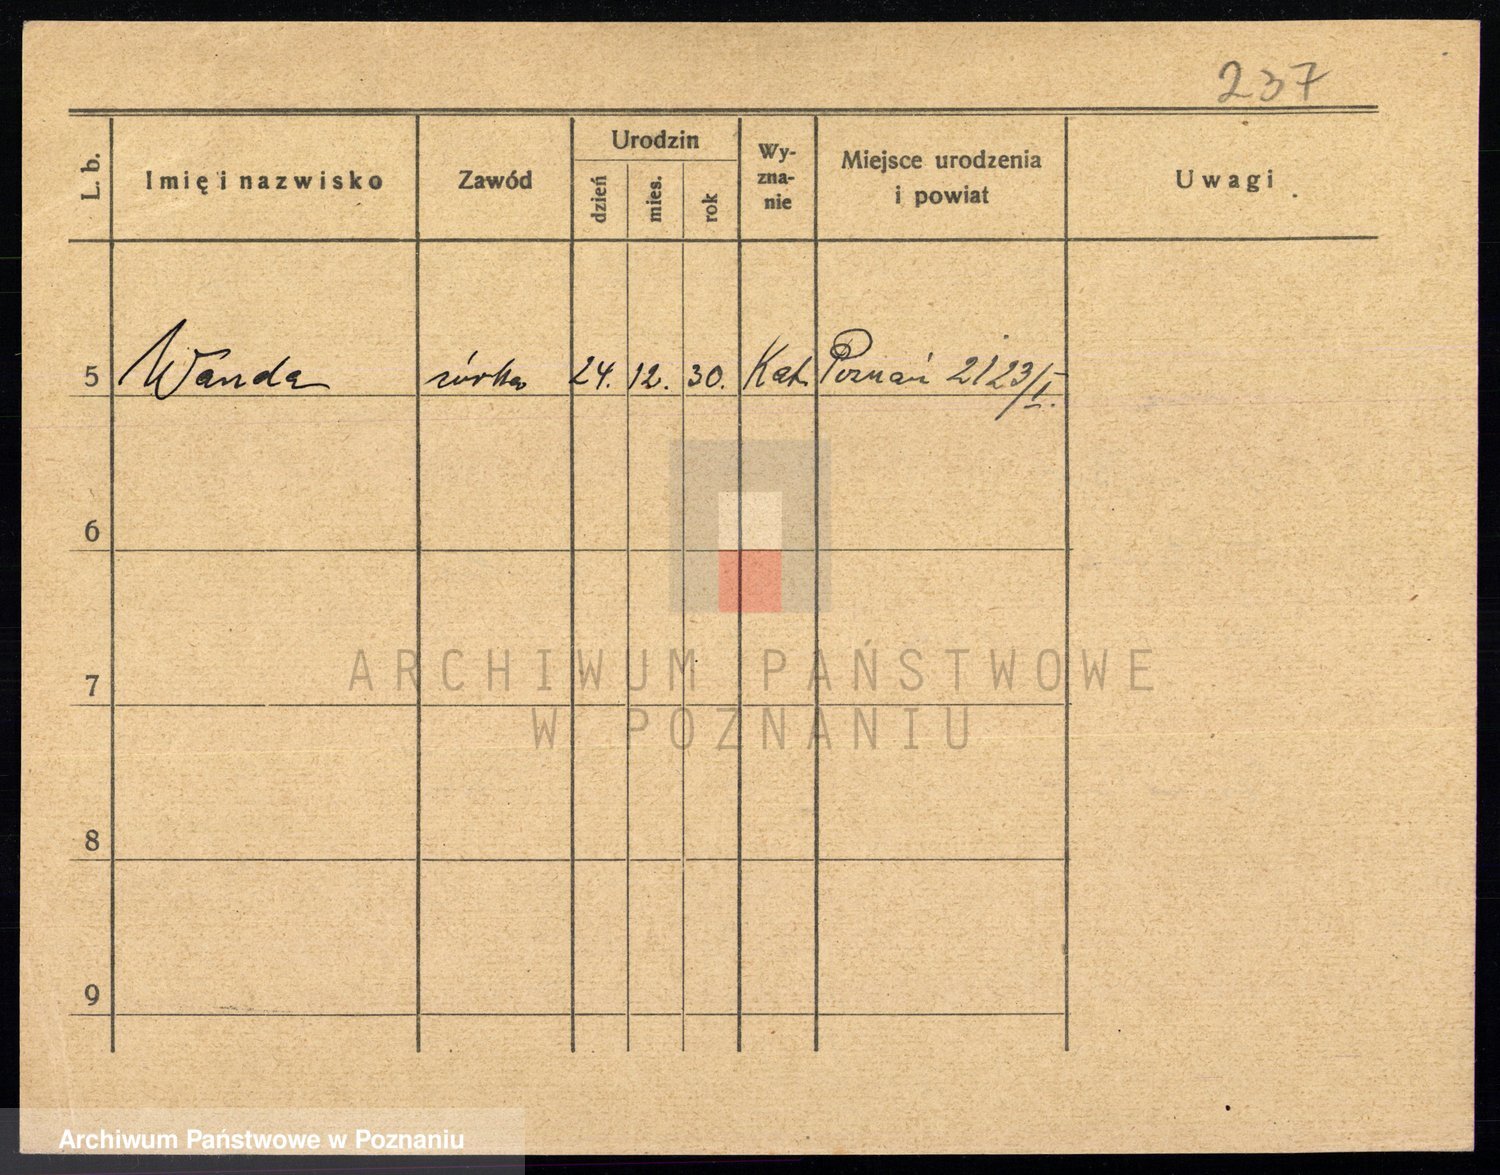 237
L. b. Imię i nazwisko Zawód Urodzin dzień mies. rok Wy-zna-nie Miejsce urodzenia i powiat Uwagi
5 Wanda córka 24. 12. 30. Kat. Poznań 2123/I.
6
7
8
9
ARCHIWUM PAŃSTWOWE
W POZNANIU
Archiwum Państwowe w Poznaniu